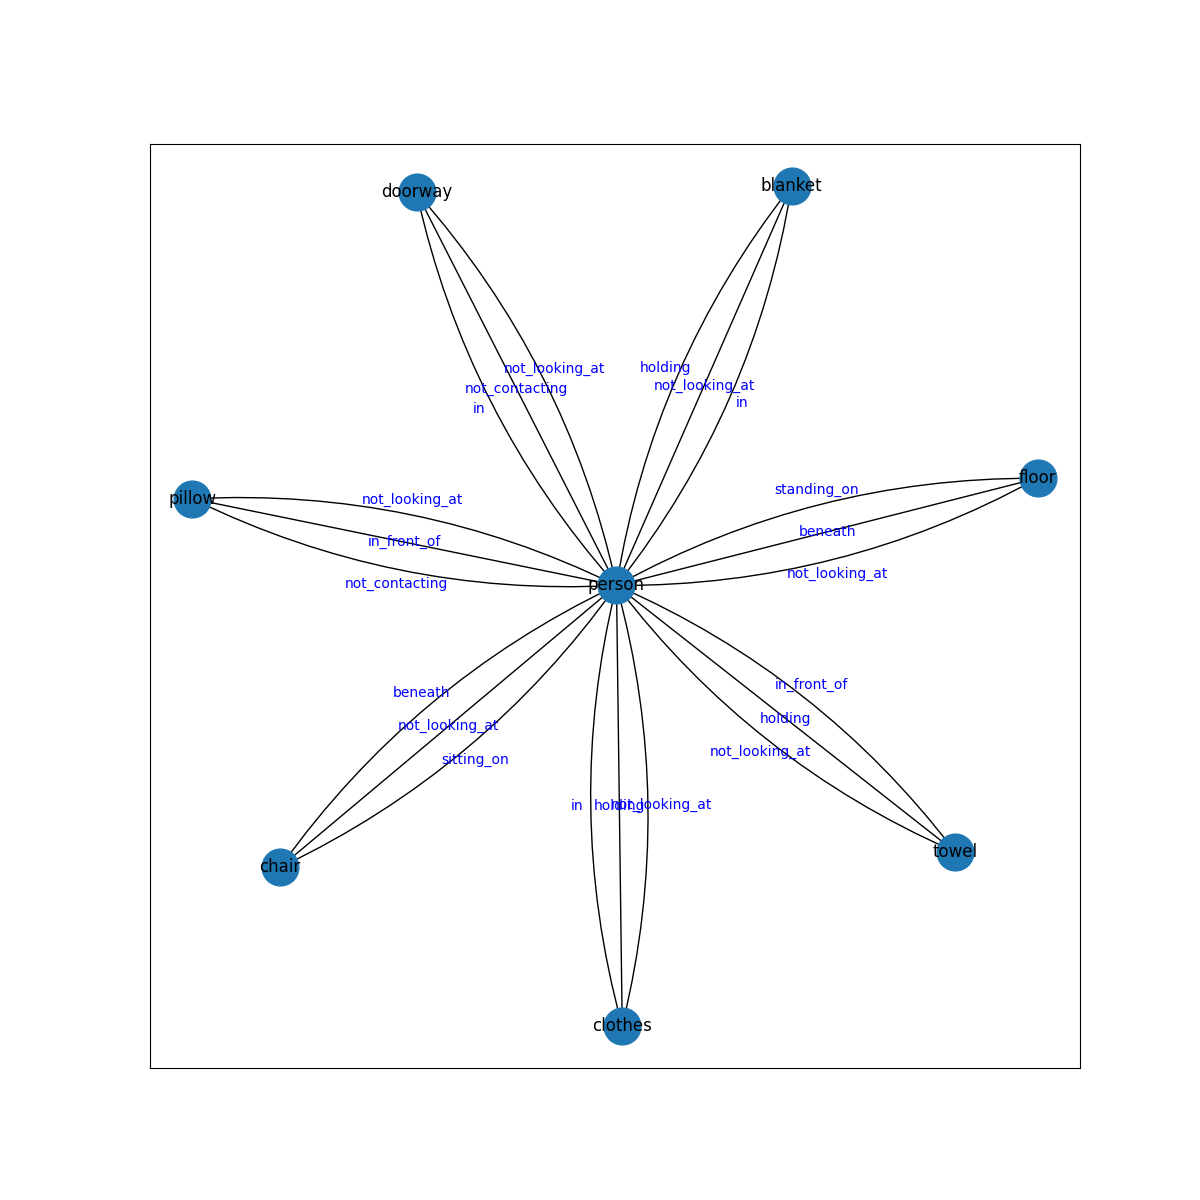 doorway
blanket
holding
not_looking_at
not_looking_at
not_contacting
in
in
floor
standing_on
pillow
not_looking_at
beneath
in_front_of
not_looking_at
not_contacting
person
in_front_of
beneath
holding
not_looking_at
not_looking_at
sitting_on
in
holding
not_looking_at
towel
chair
clothes